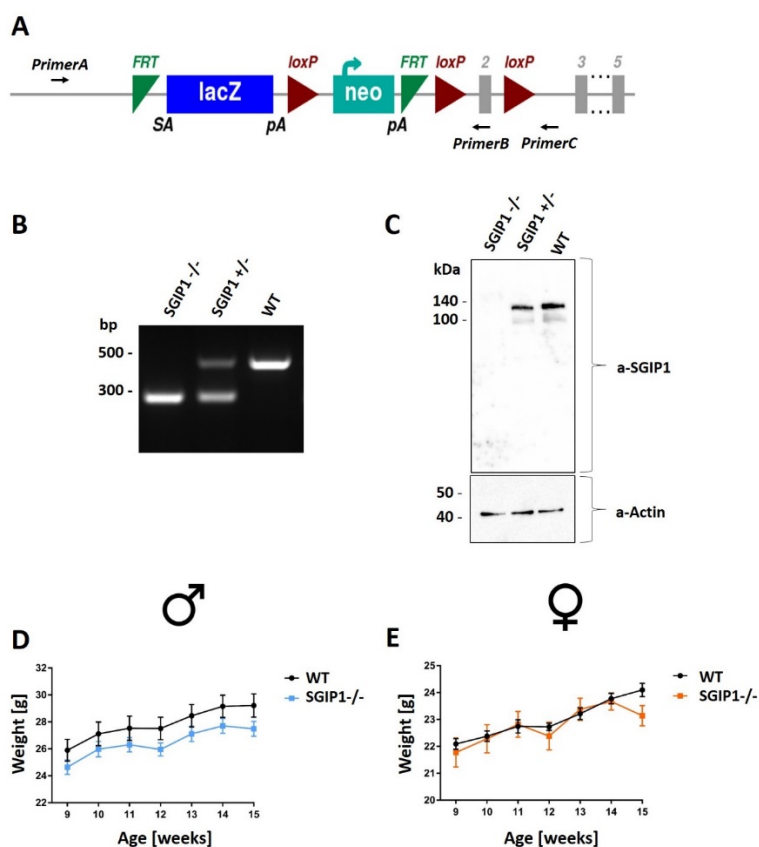 A
PrimerA
FRT
loxP
FRT
loxP
2
loxP
3
5
lacZ
neo
...
SA
pA
pA
...
PrimerB
PrimerC
B
SGIP1 -/-
SGIP1 +/-
WT
bp
500 -
300 -
C
SGIP1 -/-
SGIP1 +/-
WT
kDa
140 -
100 -
a-SGIP1
50 -
40 -
a-Actin
♂
♀
D
WT
SGIP1-/-
Weight [g]
32
30
28
26
24
22
9 10 11 12 13 14 15
Age [weeks]
E
WT
SGIP1-/-
Weight [g]
25
24
23
22
21
20
9 10 11 12 13 14 15
Age [weeks]